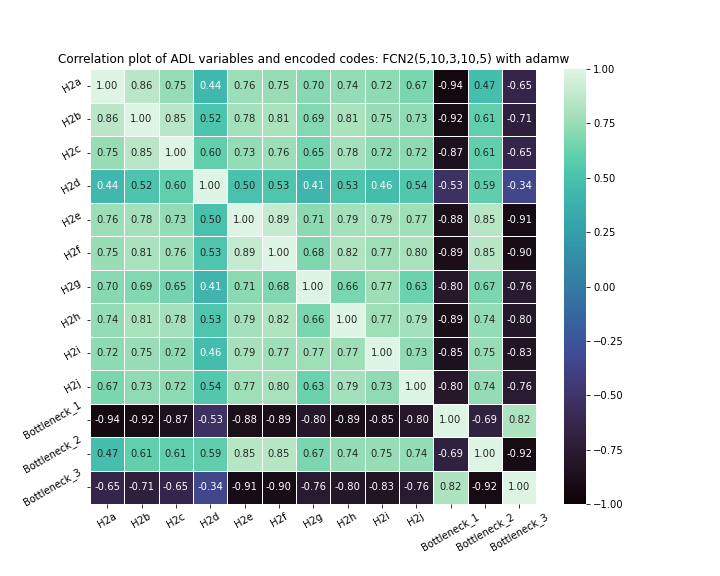 Correlation plot of ADL variables and encoded codes: FCN2(5,10,3,10,5) with adamw
H2a 1.00 0.86 0.75 0.44 0.76 0.75 0.70 0.74 0.72 0.67 -0.94 0.47 -0.65
H2b 0.86 1.00 0.85 0.52 0.78 0.81 0.69 0.81 0.75 0.73 -0.92 0.61 -0.71
H2c 0.75 0.85 1.00 0.60 0.73 0.76 0.65 0.78 0.72 0.72 -0.87 0.61 -0.65
H2d 0.44 0.52 0.60 1.00 0.50 0.53 0.41 0.53 0.46 0.54 -0.53 0.59 -0.34
H2e 0.76 0.78 0.73 0.50 1.00 0.89 0.71 0.79 0.79 0.77 -0.88 0.85 -0.91
H2f 0.75 0.81 0.76 0.53 0.89 1.00 0.68 0.82 0.77 0.80 -0.89 0.85 -0.90
H2g 0.70 0.69 0.65 0.41 0.71 0.68 1.00 0.66 0.77 0.63 -0.80 0.67 -0.76
H2h 0.74 0.81 0.78 0.53 0.79 0.82 0.66 1.00 0.77 0.79 -0.89 0.74 -0.80
H2i 0.72 0.75 0.72 0.46 0.79 0.77 0.77 0.77 1.00 0.73 -0.85 0.75 -0.83
H2j 0.67 0.73 0.72 0.54 0.77 0.80 0.63 0.79 0.73 1.00 -0.80 0.74 -0.76
Bottleneck_1 -0.94 -0.92 -0.87 -0.53 -0.88 -0.89 -0.80 -0.89 -0.85 -0.80 1.00 -0.69 0.82
Bottleneck_2 0.47 0.61 0.61 0.59 0.85 0.85 0.67 0.74 0.75 0.74 -0.69 1.00 -0.92
Bottleneck_3 -0.65 -0.71 -0.65 -0.34 -0.91 -0.90 -0.76 -0.80 -0.83 -0.76 0.82 -0.92 1.00
H2a H2b H2c H2d H2e H2f H2g H2h H2i H2j Bottleneck_1 Bottleneck_2 Bottleneck_3
1.00
0.75
0.50
0.25
0.00
−0.25
−0.50
−0.75
−1.00